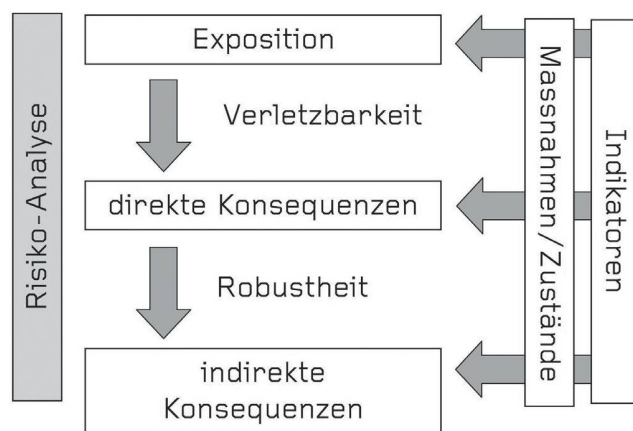 Risiko-Analyse
Exposition
Verletzbarkeit
direkte Konsequenzen
Robustheit
indirekte
Konsequenzen
Massnahmen/Zustände
Indikatoren